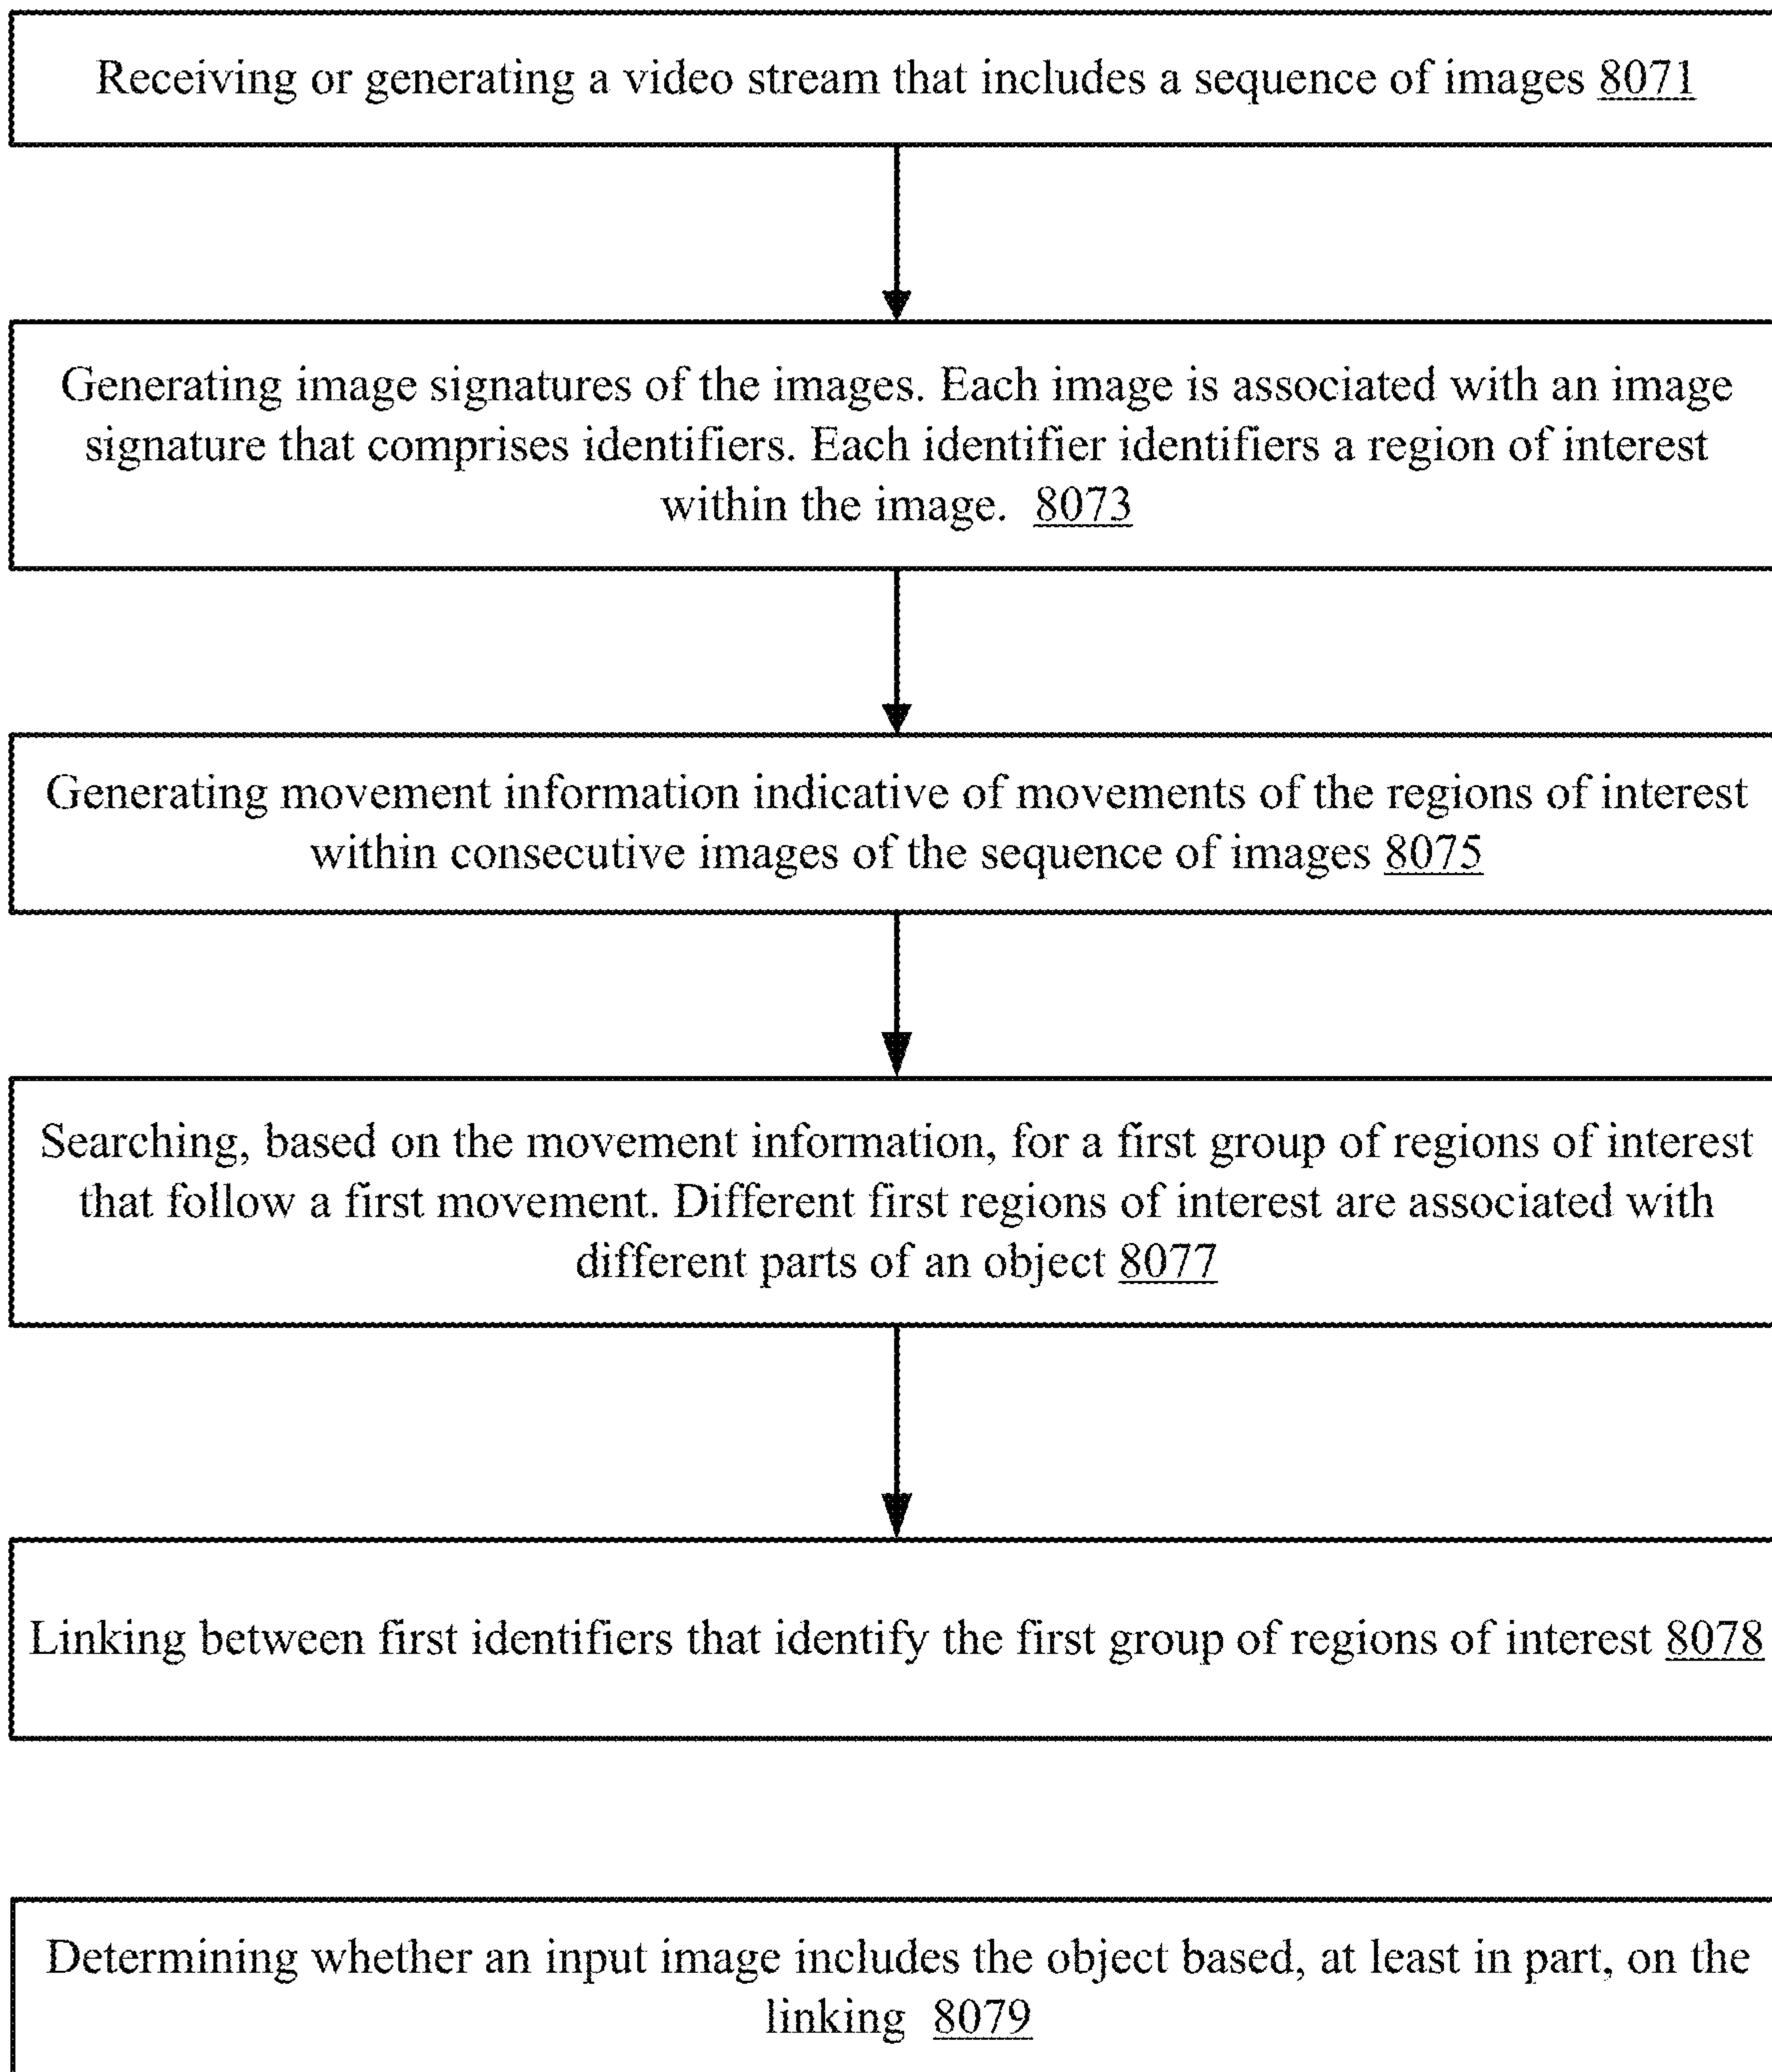 Receiving or generating a video stream that includes a sequence of images 8071
Generating image signatures of the images. Each image is associated with an image
signature that comprises identifiers. Each identifier identifiers a region of interest
within the image. 8073
Generating movement information indicative of movements of the regions of interest
within consecutive images of the sequence of images 8075
Searching, based on the movement information, for a first group of regions of interest
that follow a first movement. Different first regions of interest are associated with
different parts of an object 8077
Linking between first identifiers that identify the first group of regions of interest 8078
Determining whether an input image includes the object based, at least in part, on the
linking 8079